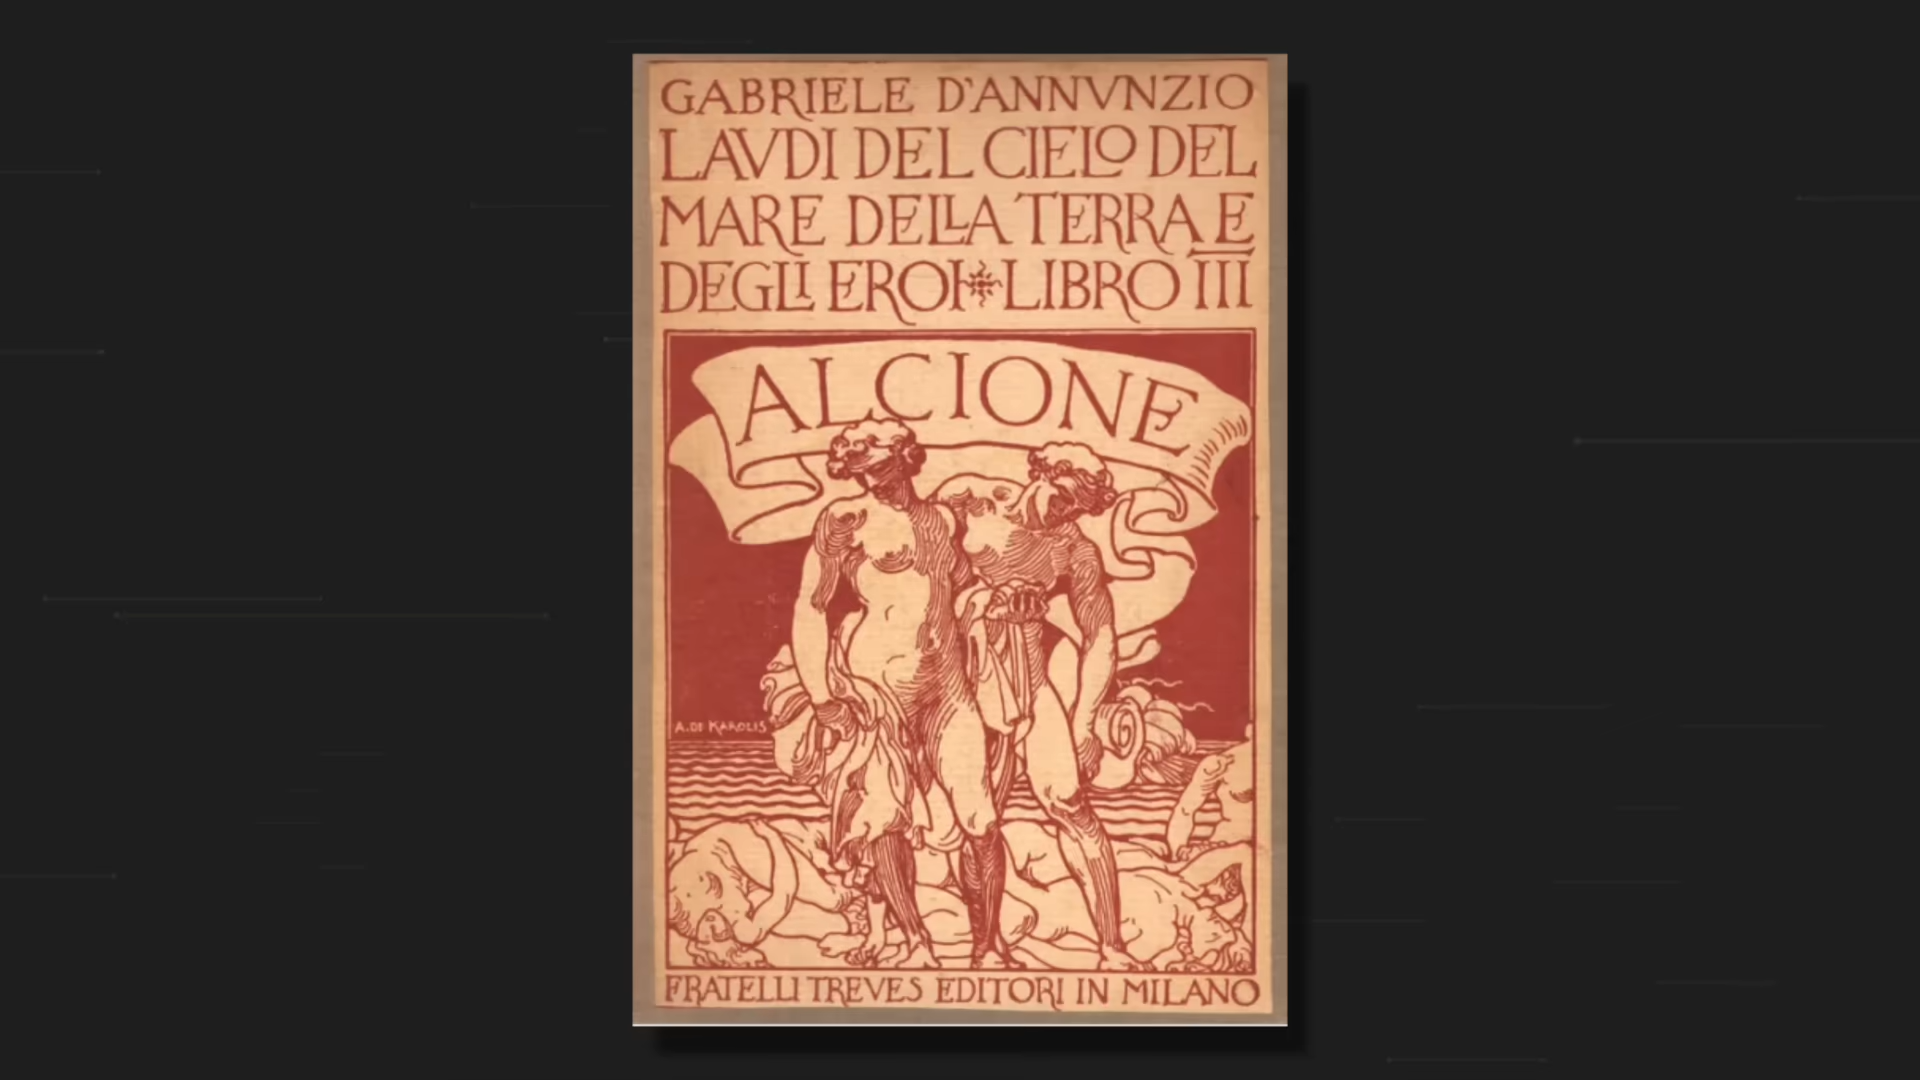 GABRIELE D'ANNVNZIO
LAVDI DEL CIELO DEL
MARE DELLA TERRA E
DEGLI EROI LIBRO III
ALCIONE
A. DE KAROLIS
FRATELLI TREVES EDITORI IN MILANO